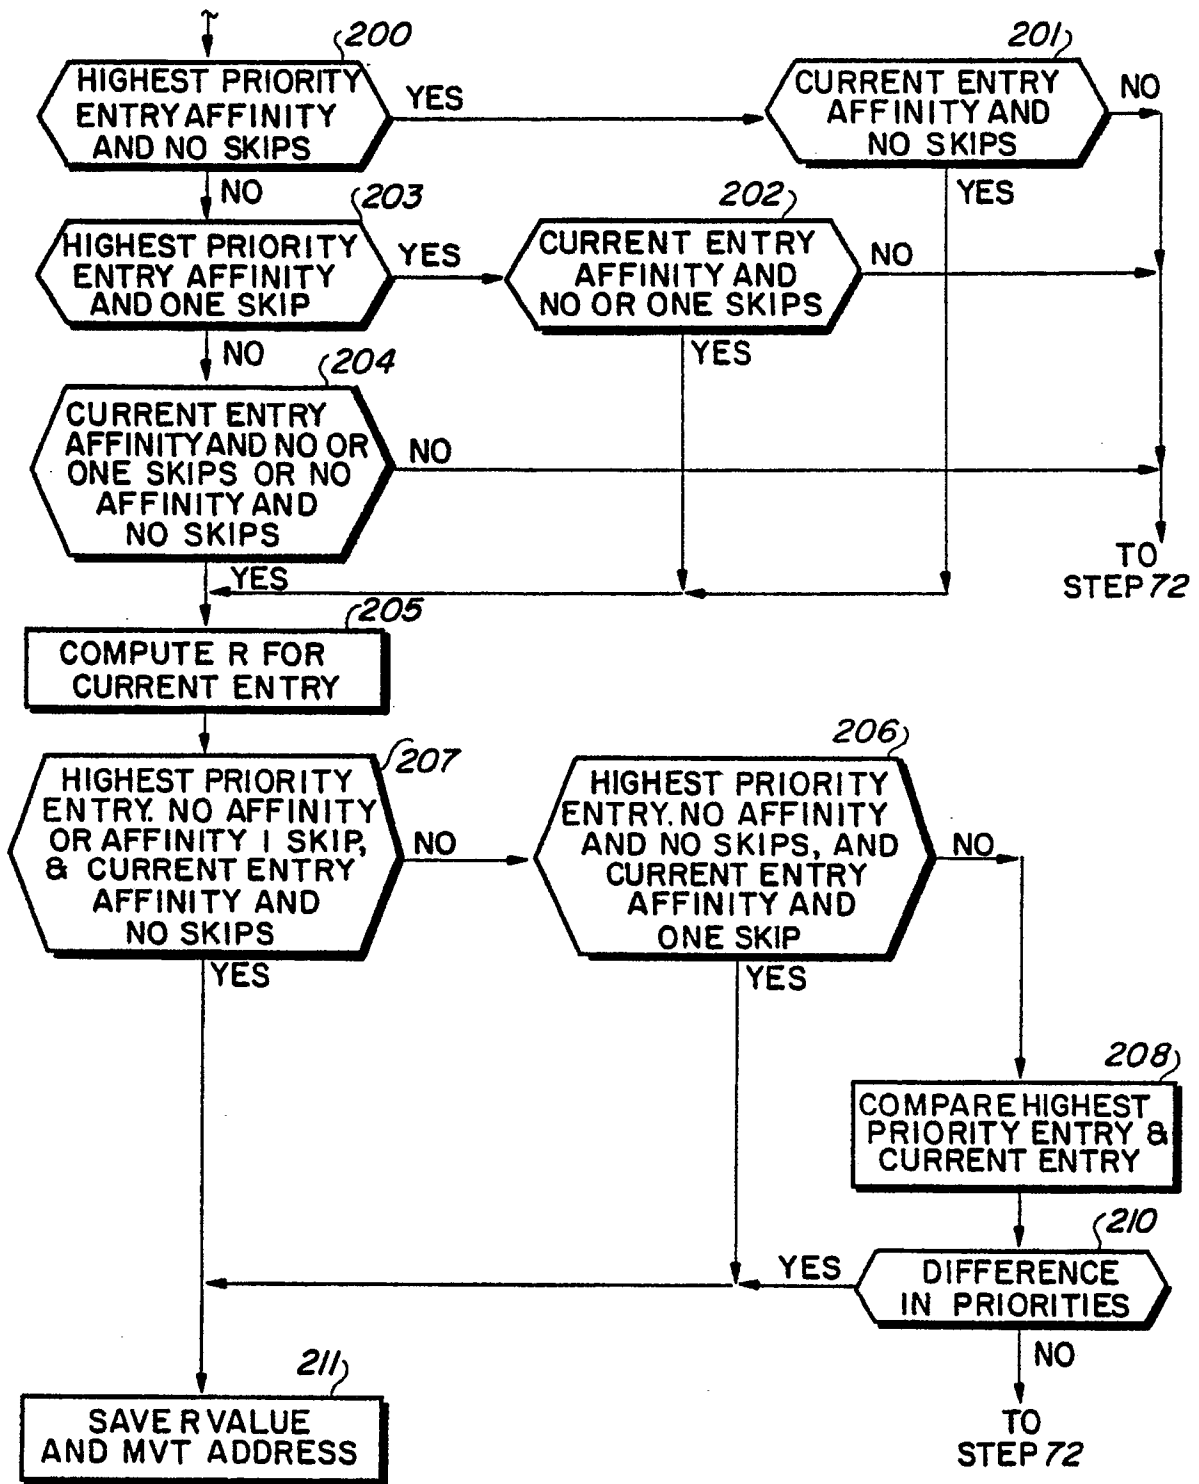 200
HIGHEST PRIORITY
ENTRY AFFINITY
AND NO SKIPS
YES
NO
201
CURRENT ENTRY
AFFINITY AND
NO SKIPS
NO
YES
203
HIGHEST PRIORITY
ENTRY AFFINITY
AND ONE SKIP
YES
NO
202
CURRENT ENTRY
AFFINITY AND
NO OR ONE SKIPS
NO
YES
204
CURRENT ENTRY
AFFINITY AND NO OR
ONE SKIPS OR NO
AFFINITY AND
NO SKIPS
NO
YES
TO
STEP 72
205
COMPUTE R FOR
CURRENT ENTRY
207
HIGHEST PRIORITY
ENTRY. NO AFFINITY
OR AFFINITY 1 SKIP,
& CURRENT ENTRY
AFFINITY AND
NO SKIPS
NO
YES
206
HIGHEST PRIORITY
ENTRY. NO AFFINITY
AND NO SKIPS, AND
CURRENT ENTRY
AFFINITY AND
ONE SKIP
NO
YES
208
COMPARE HIGHEST
PRIORITY ENTRY &
CURRENT ENTRY
210
DIFFERENCE
IN PRIORITIES
YES
NO
TO
STEP 72
211
SAVE R VALUE
AND MVT ADDRESS